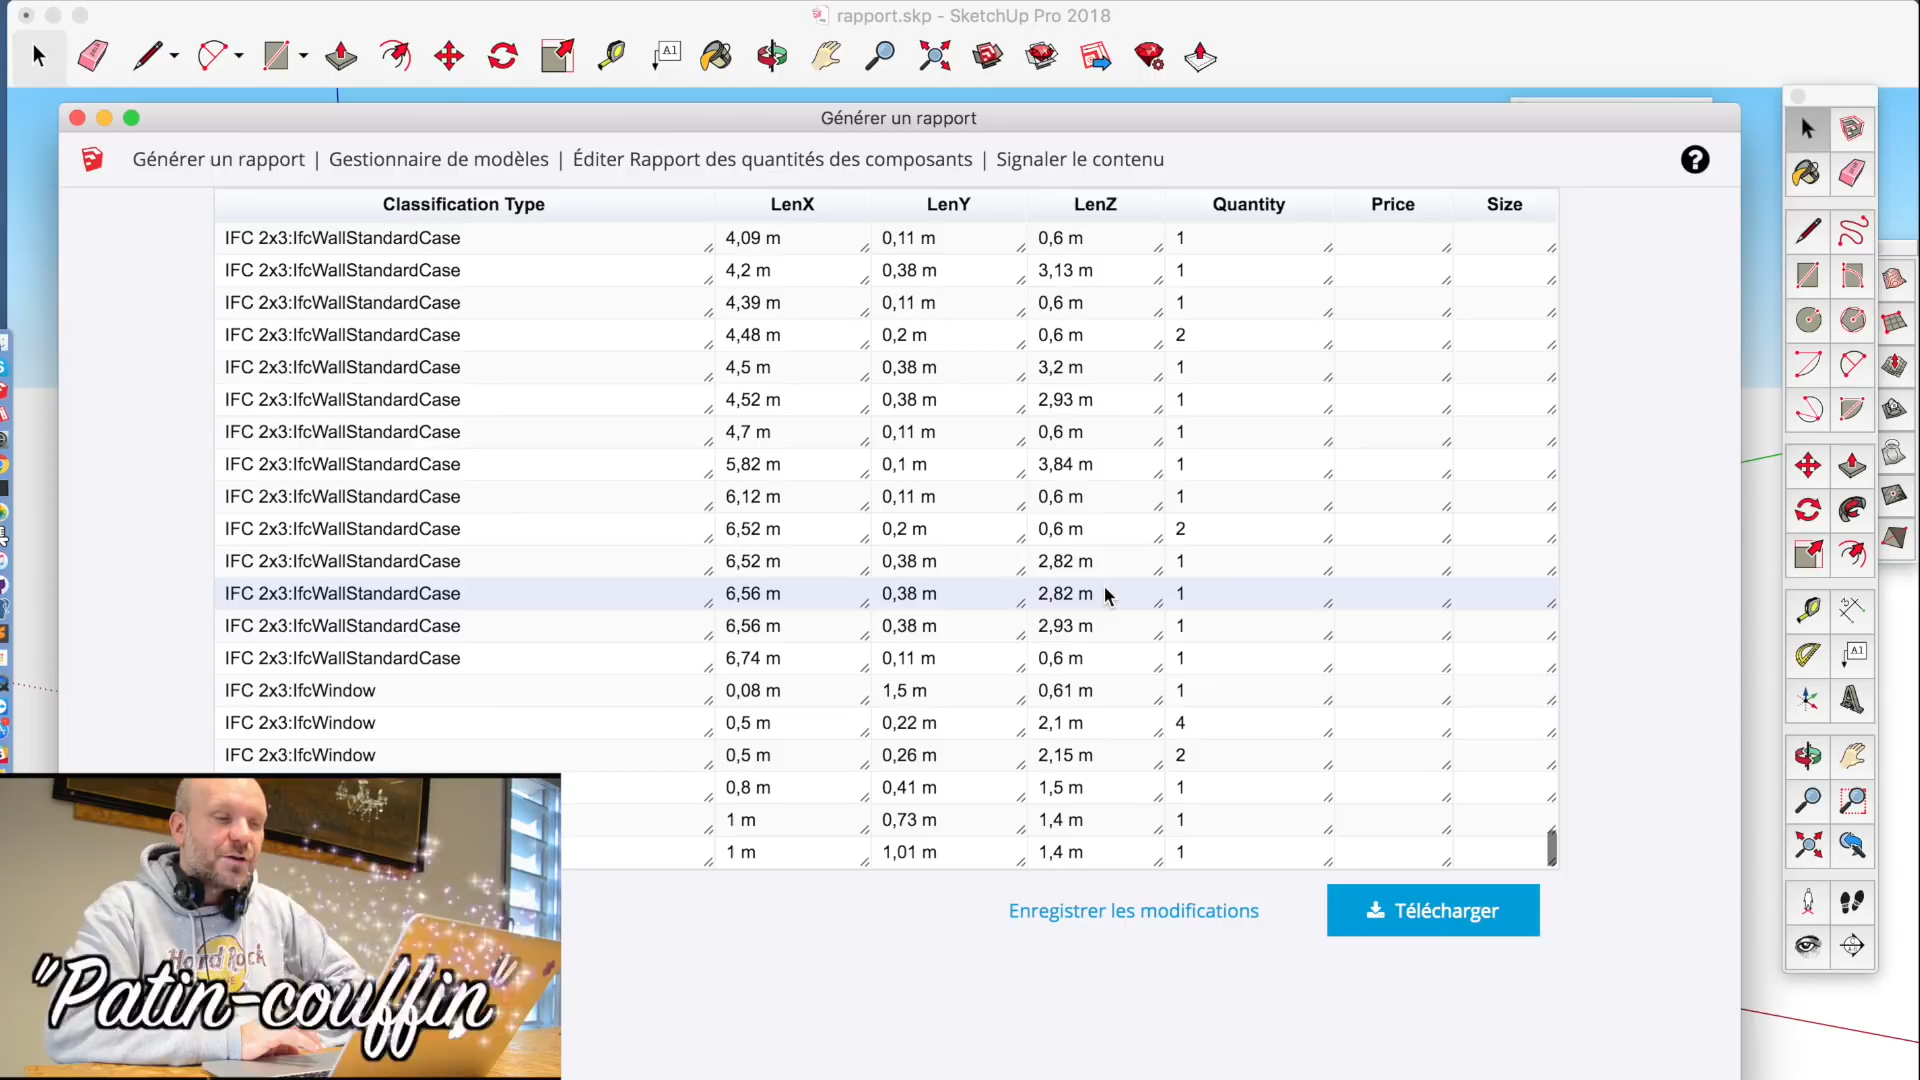 rapport.skp - SketchUp Pro 2018
A1
Générer un rapport
Générer un rapport | Gestionnaire de modèles | Éditer Rapport des quantités des composants | Signaler le contenu
?
Classification Type LenX LenY LenZ Quantity Price Size
IFC 2x3:IfcWallStandardCase 4,09 m 0,11 m 0,6 m 1
IFC 2x3:IfcWallStandardCase 4,2 m 0,38 m 3,13 m 1
IFC 2x3:IfcWallStandardCase 4,39 m 0,11 m 0,6 m 1
IFC 2x3:IfcWallStandardCase 4,48 m 0,2 m 0,6 m 2
IFC 2x3:IfcWallStandardCase 4,5 m 0,38 m 3,2 m 1
IFC 2x3:IfcWallStandardCase 4,52 m 0,38 m 2,93 m 1
IFC 2x3:IfcWallStandardCase 4,7 m 0,11 m 0,6 m 1
IFC 2x3:IfcWallStandardCase 5,82 m 0,1 m 3,84 m 1
IFC 2x3:IfcWallStandardCase 6,12 m 0,11 m 0,6 m 1
IFC 2x3:IfcWallStandardCase 6,52 m 0,2 m 0,6 m 2
IFC 2x3:IfcWallStandardCase 6,52 m 0,38 m 2,82 m 1
IFC 2x3:IfcWallStandardCase 6,56 m 0,38 m 2,82 m 1
IFC 2x3:IfcWallStandardCase 6,56 m 0,38 m 2,93 m 1
IFC 2x3:IfcWallStandardCase 6,74 m 0,11 m 0,6 m 1
IFC 2x3:IfcWindow 0,08 m 1,5 m 0,61 m 1
IFC 2x3:IfcWindow 0,5 m 0,22 m 2,1 m 4
IFC 2x3:IfcWindow 0,5 m 0,26 m 2,15 m 2
0,8 m 0,41 m 1,5 m 1
1 m 0,73 m 1,4 m 1
1 m 1,01 m 1,4 m 1
Enregistrer les modifications
Télécharger
A1
Hard Rock
"Patin-couffin"